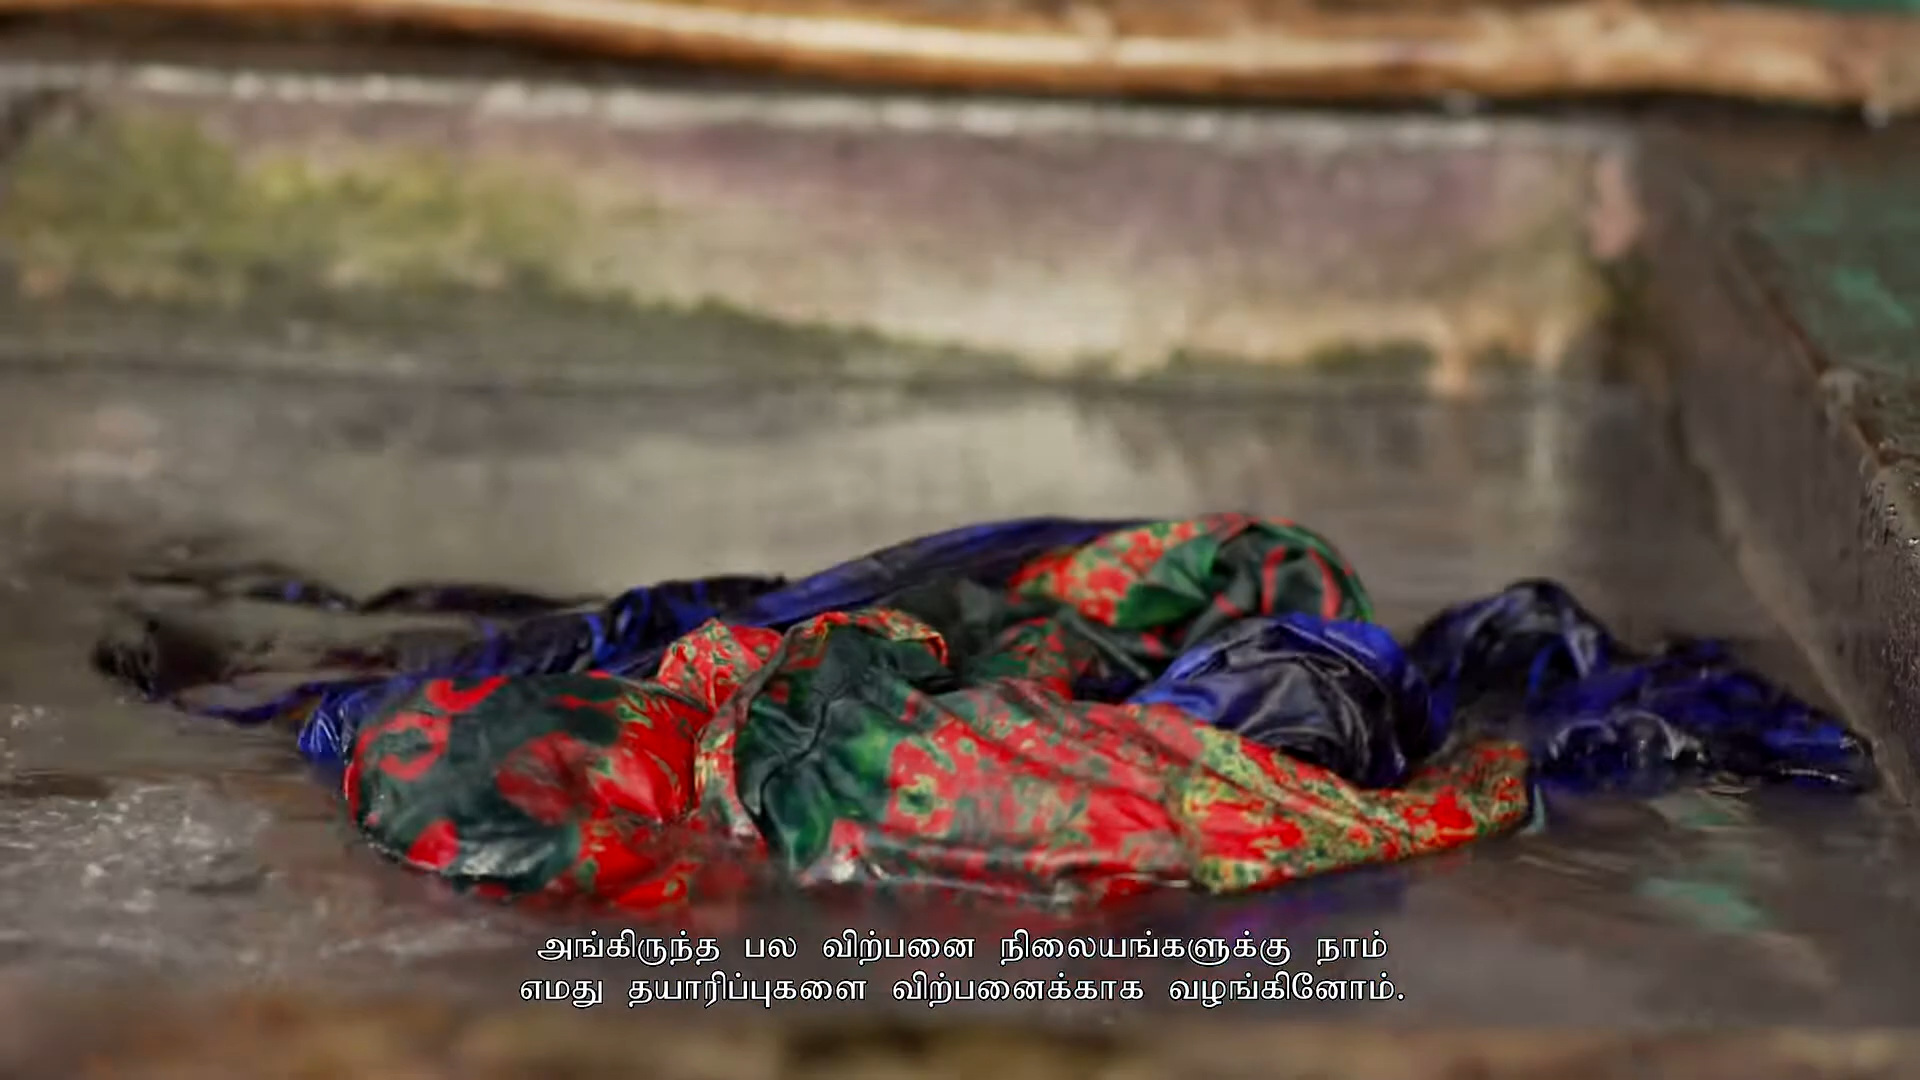 அங்கிருந்த பல விற்பனை நிலையங்களுக்கு நாம்
எமது தயாரிப்புகளை விற்பனைக்காக வழங்கினோம்.